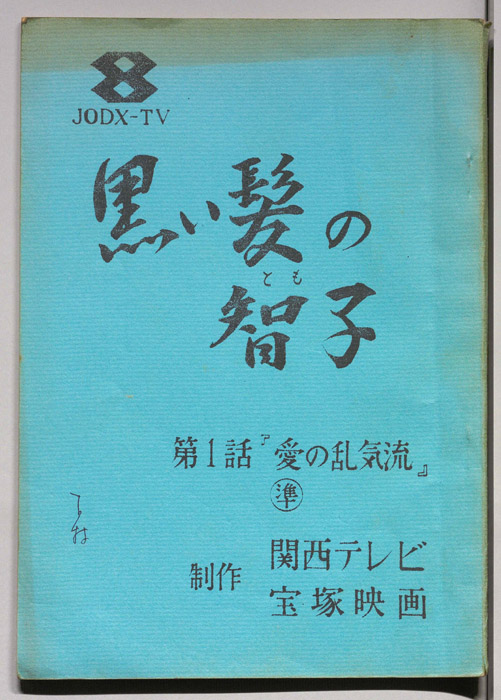 8
JODX-TV
黒い髪の
とも
智子
第1話『愛の乱気流』
準
制作 関西テレビ
宝塚映画